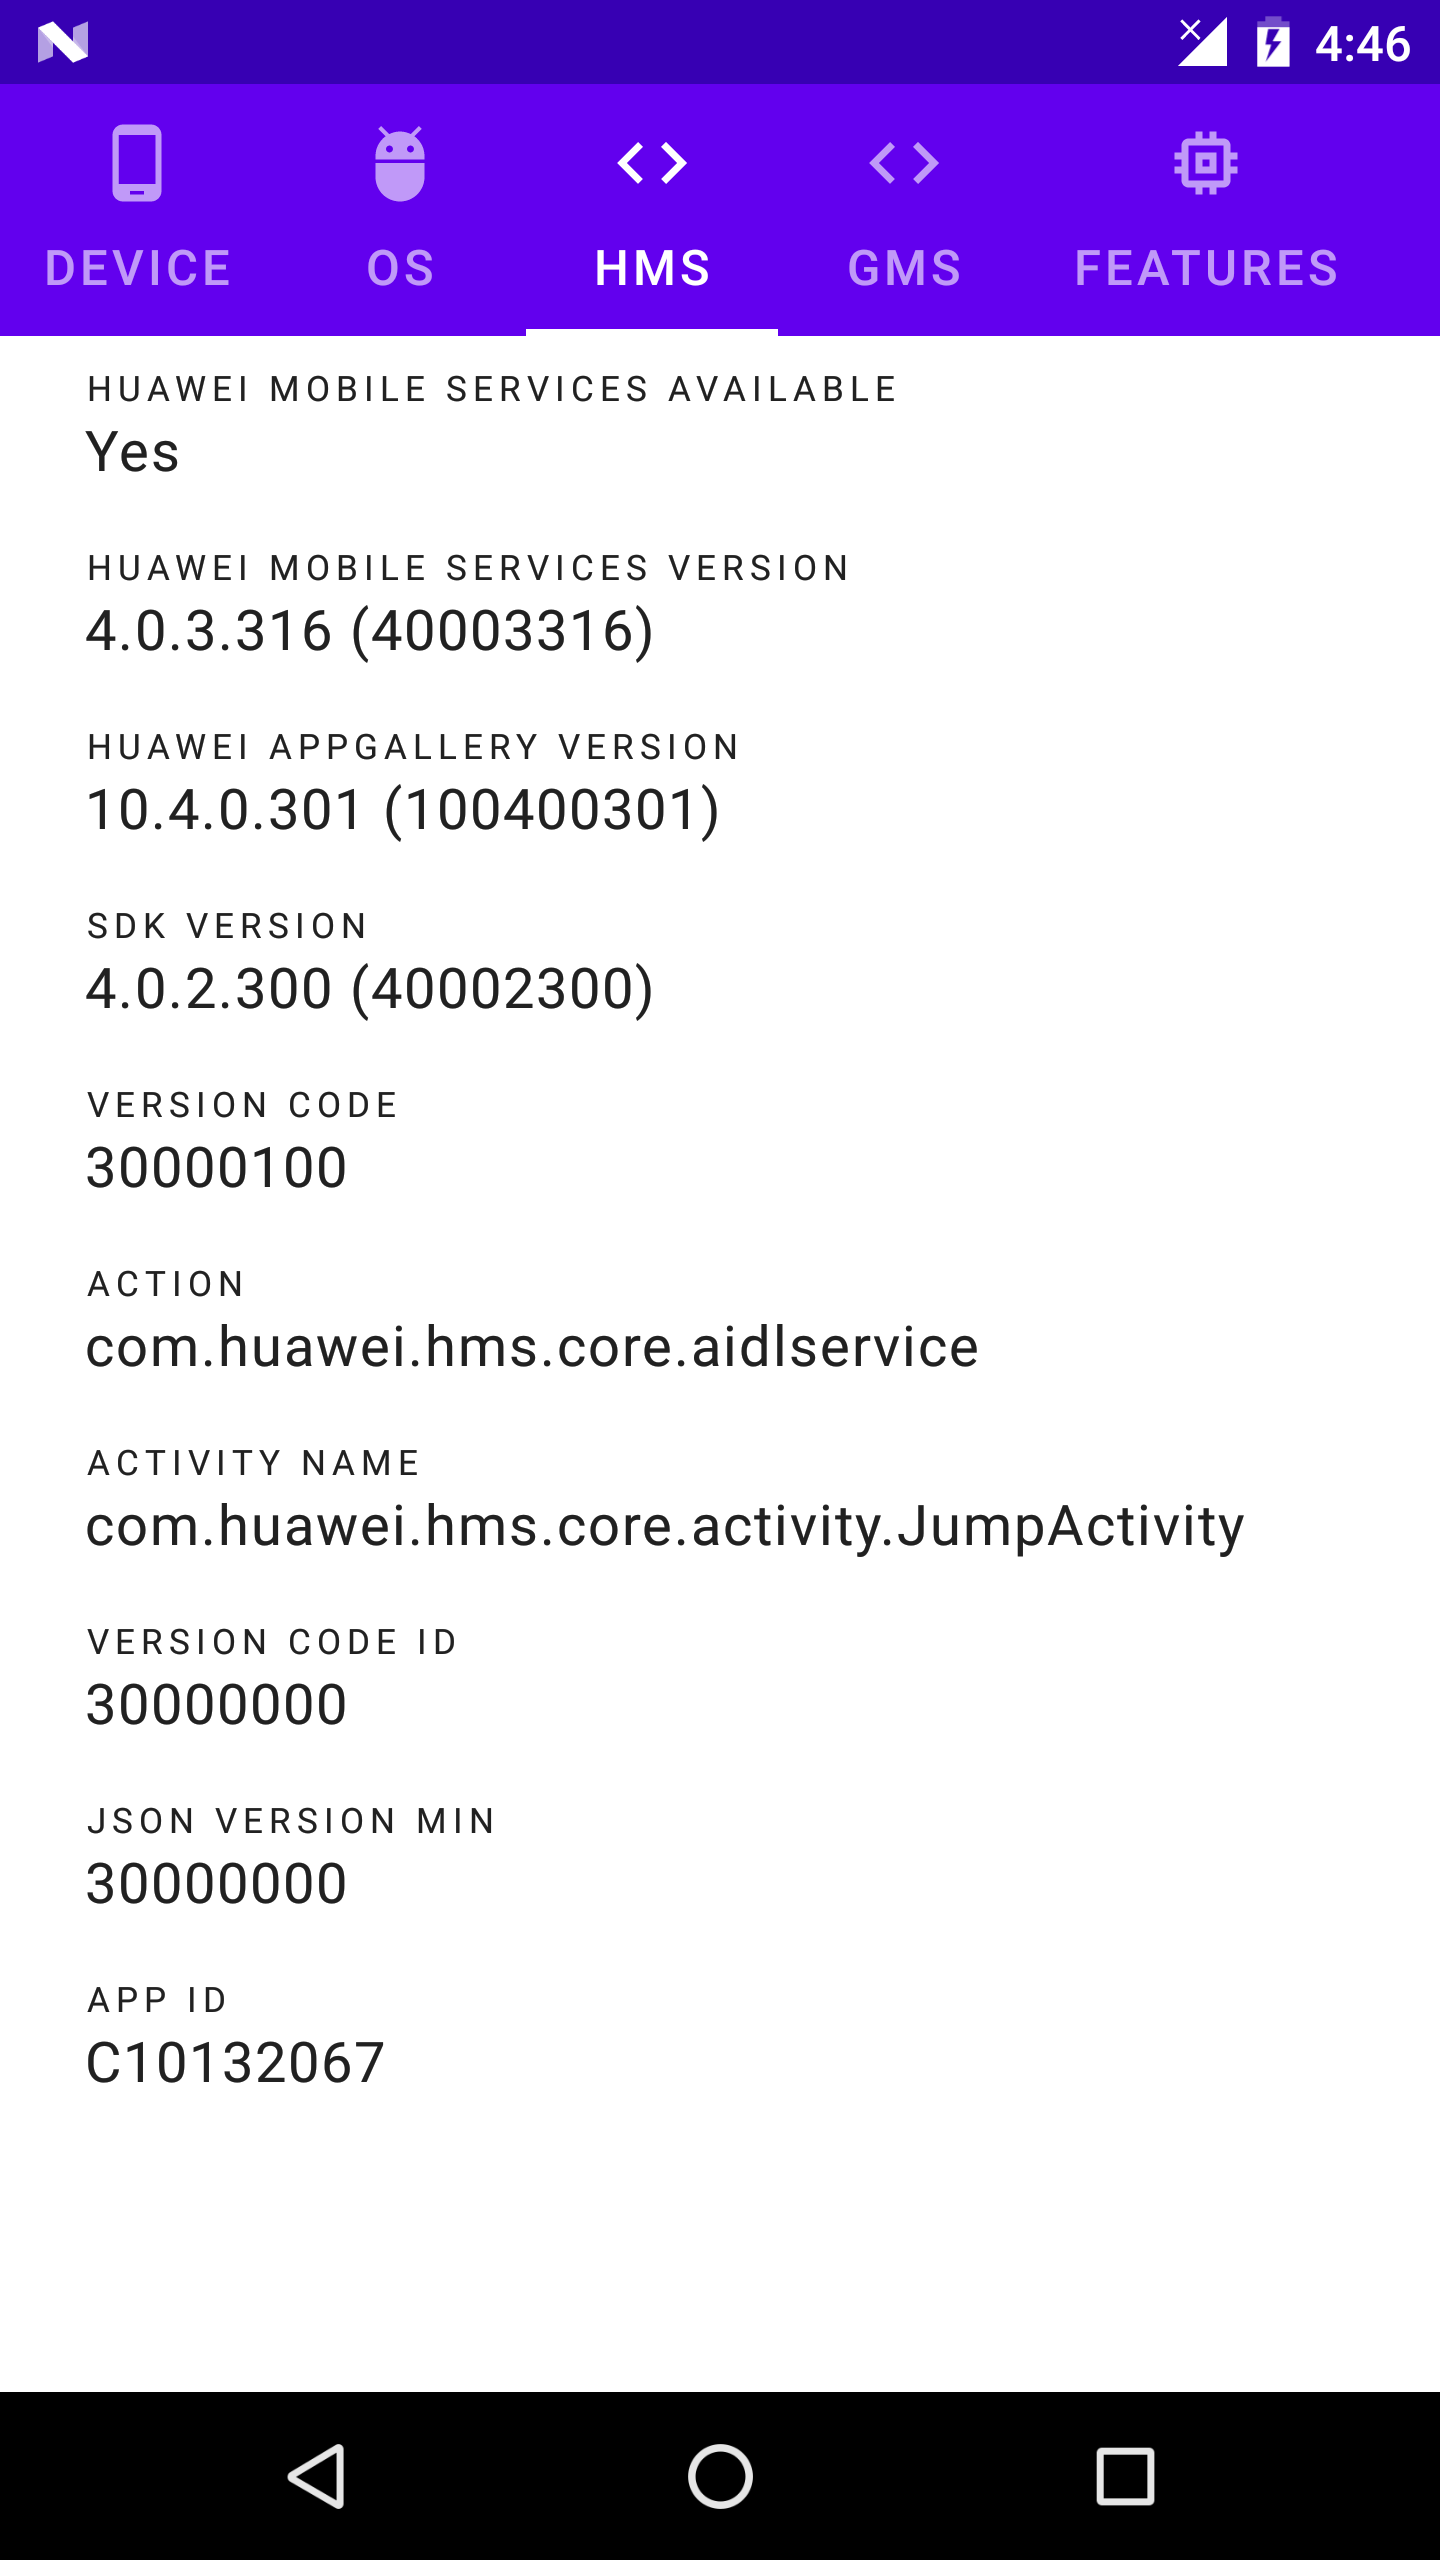 4:46
DEVICE OS HMS GMS FEATURES
HUAWEI MOBILE SERVICES AVAILABLE
Yes
HUAWEI MOBILE SERVICES VERSION
4.0.3.316 (40003316)
HUAWEI APPGALLERY VERSION
10.4.0.301 (100400301)
SDK VERSION
4.0.2.300 (40002300)
VERSION CODE
30000100
ACTION
com.huawei.hms.core.aidlservice
ACTIVITY NAME
com.huawei.hms.core.activity.JumpActivity
VERSION CODE ID
30000000
JSON VERSION MIN
30000000
APP ID
C10132067